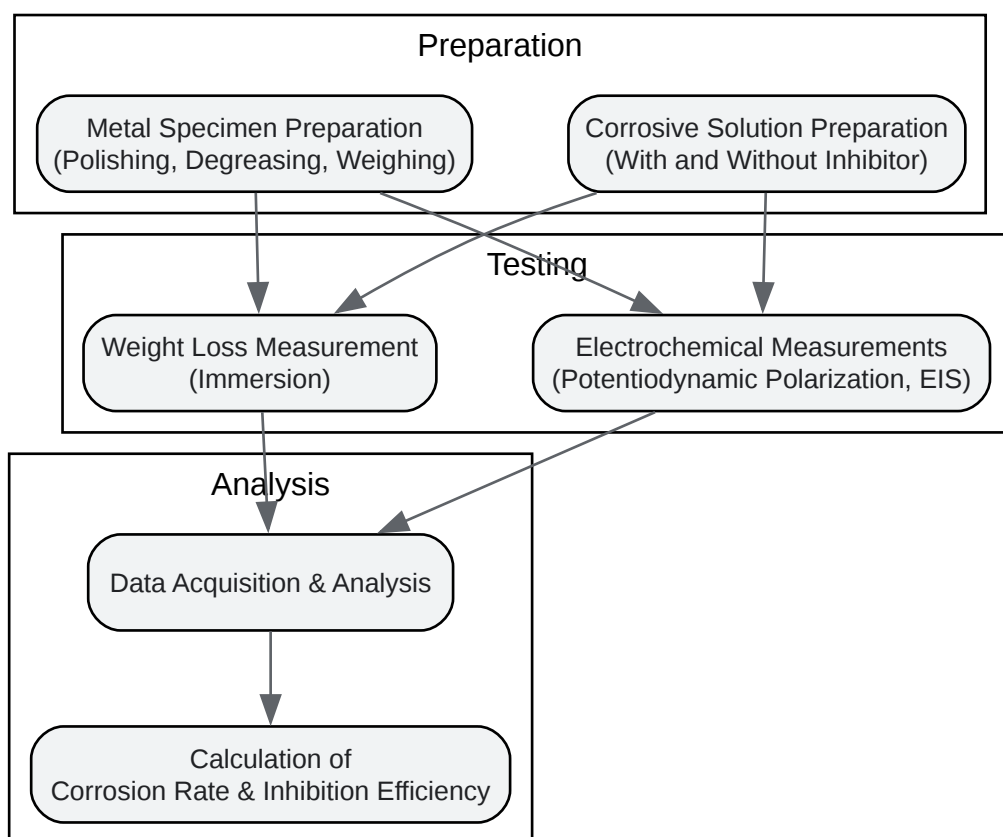 Preparation
Metal Specimen Preparation
(Polishing, Degreasing, Weighing)
Corrosive Solution Preparation
(With and Without Inhibitor)
Testing
Weight Loss Measurement
(Immersion)
Electrochemical Measurements
(Potentiodynamic Polarization, EIS)
Analysis
Data Acquisition & Analysis
Calculation of
Corrosion Rate & Inhibition Efficiency